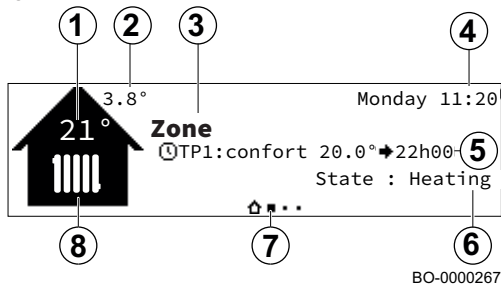 1 2 3 4
3.8° Monday 11:20
21° Zone
TP1:confort 20.0°➡22h00 5
State : Heating
8 7 6
BO-0000267